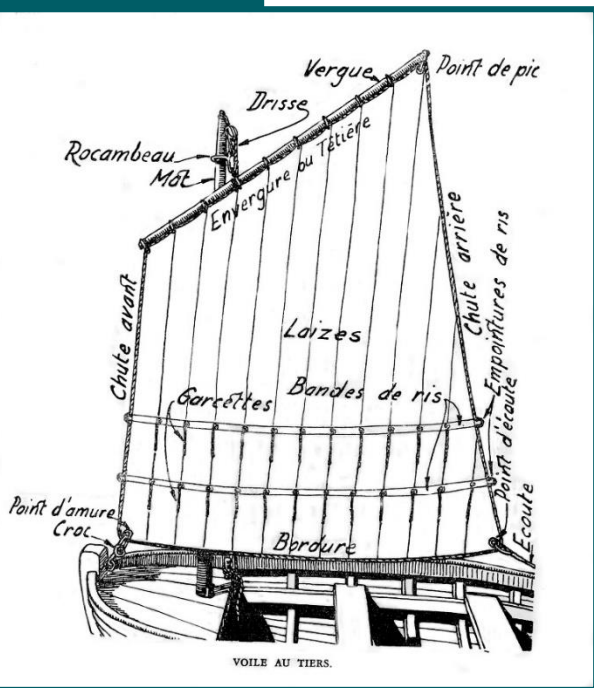 Vergue
Point de pic
Drisse
Rocambeau
Mât
Envergure ou Têtière
Chute avant
Chute arrière
Empointures de ris
Laizes
Garcettes
Bandes de ris
Point d'écoute
Point d'amure
Croc
Ecoute
Bordure
VOILE AU TIERS.